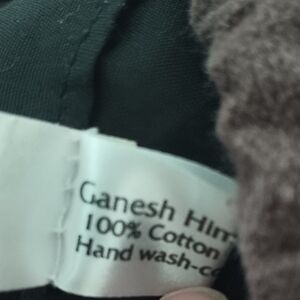 Ganesh Him
100% Cotton
Hand wash-c